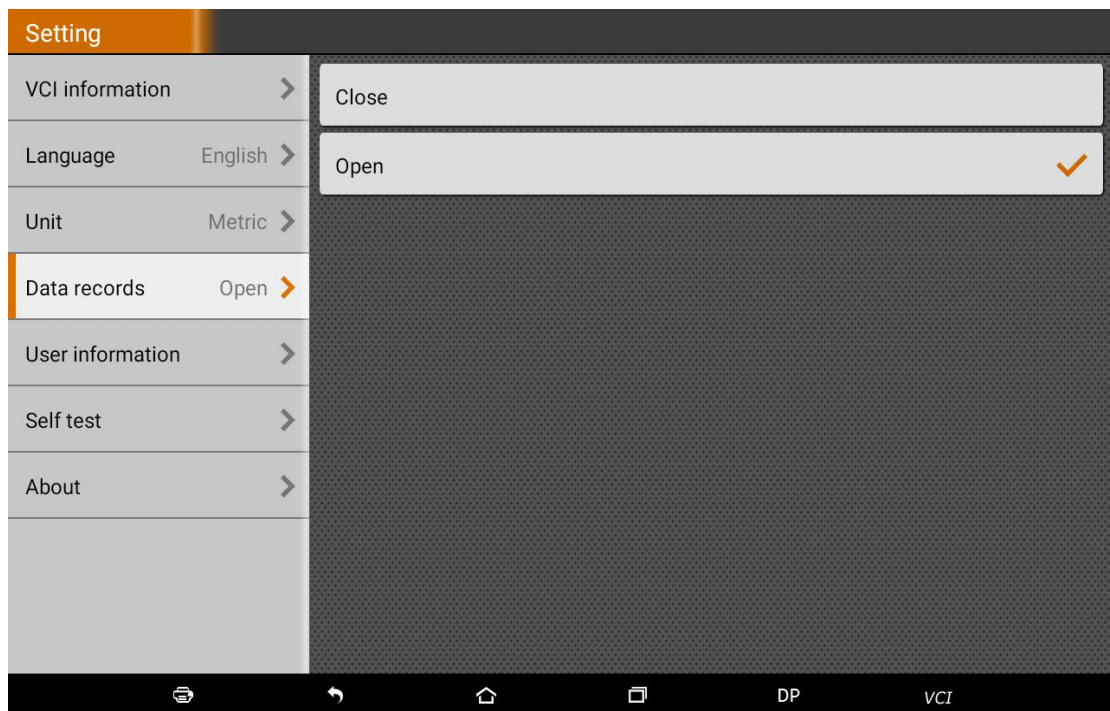 Setting
VCI information
Language English
Unit Metric
Data records Open
User information
Self test
About
Close
Open
DP VCI